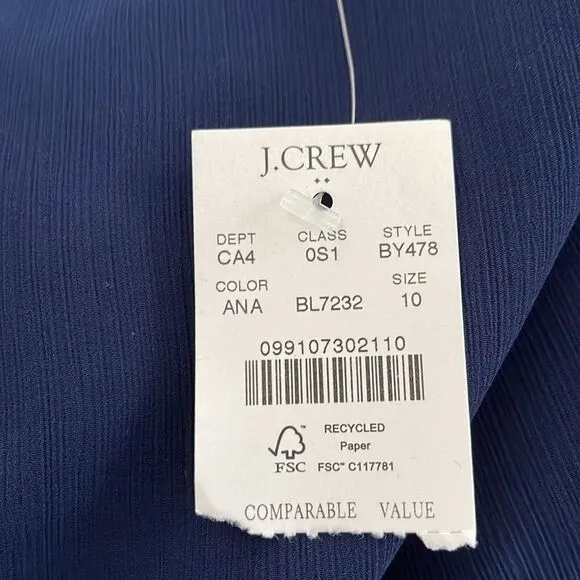 J.CREW
DEPT CLASS STYLE
CA4 0S1 BY478
COLOR SIZE
ANA BL7232 10
099107302110
RECYCLED
Paper
FSC FSC™ C117781
COMPARABLE VALUE